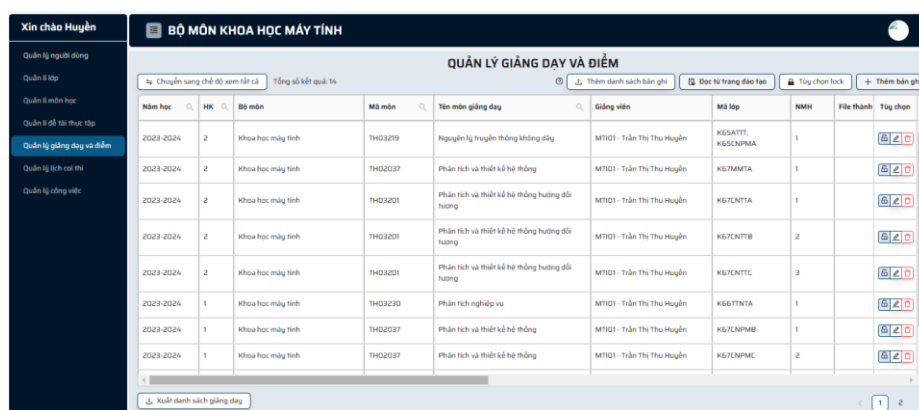 Xin chào Huyền
BỘ MÔN KHOA HỌC MÁY TÍNH
Quản lý người dùng
Quản lí lớp
Quản lí môn học
Quản lí đề tài thực tập
Quản lý giảng dạy và điểm
Quản lý lịch coi thi
Quản lý công việc
QUẢN LÝ GIẢNG DẠY VÀ ĐIỂM
Chuyển sang chế độ xem tất cả Tổng số kết quả: 14 Thêm danh sách bản ghi Đọc từ trang đào tạo Tùy chọn lock + Thêm bản gh
Năm học HK Bộ môn Mã môn Tên môn giảng dạy Giảng viên Mã lớp NMH File thành Tùy chọn
2023-2024 2 Khoa học máy tính TH03219 Nguyên lý truyền thông không dây MTI01 - Trần Thị Thu Huyền K65ATTT, K65CNPMA 1
2023-2024 2 Khoa học máy tính TH02037 Phân tích và thiết kế hệ thống MTI01 - Trần Thị Thu Huyền K67MMTA 1
2023-2024 2 Khoa học máy tính TH03201 Phân tích và thiết kế hệ thống hướng đối tượng MTI01 - Trần Thị Thu Huyền K67CNTTA 1
2023-2024 2 Khoa học máy tính TH03201 Phân tích và thiết kế hệ thống hướng đối tượng MTI01 - Trần Thị Thu Huyền K67CNTTB 2
2023-2024 2 Khoa học máy tính TH03201 Phân tích và thiết kế hệ thống hướng đối tượng MTI01 - Trần Thị Thu Huyền K67CNTTC 3
2023-2024 1 Khoa học máy tính TH03230 Phân tích nghiệp vụ MTI01 - Trần Thị Thu Huyền K66TTNTA 1
2023-2024 1 Khoa học máy tính TH02037 Phân tích và thiết kế hệ thống MTI01 - Trần Thị Thu Huyền K67CNPMB 1
2023-2024 1 Khoa học máy tính TH02037 Phân tích và thiết kế hệ thống MTI01 - Trần Thị Thu Huyền K67CNPMC 2
Xuất danh sách giảng dạy < 1 2